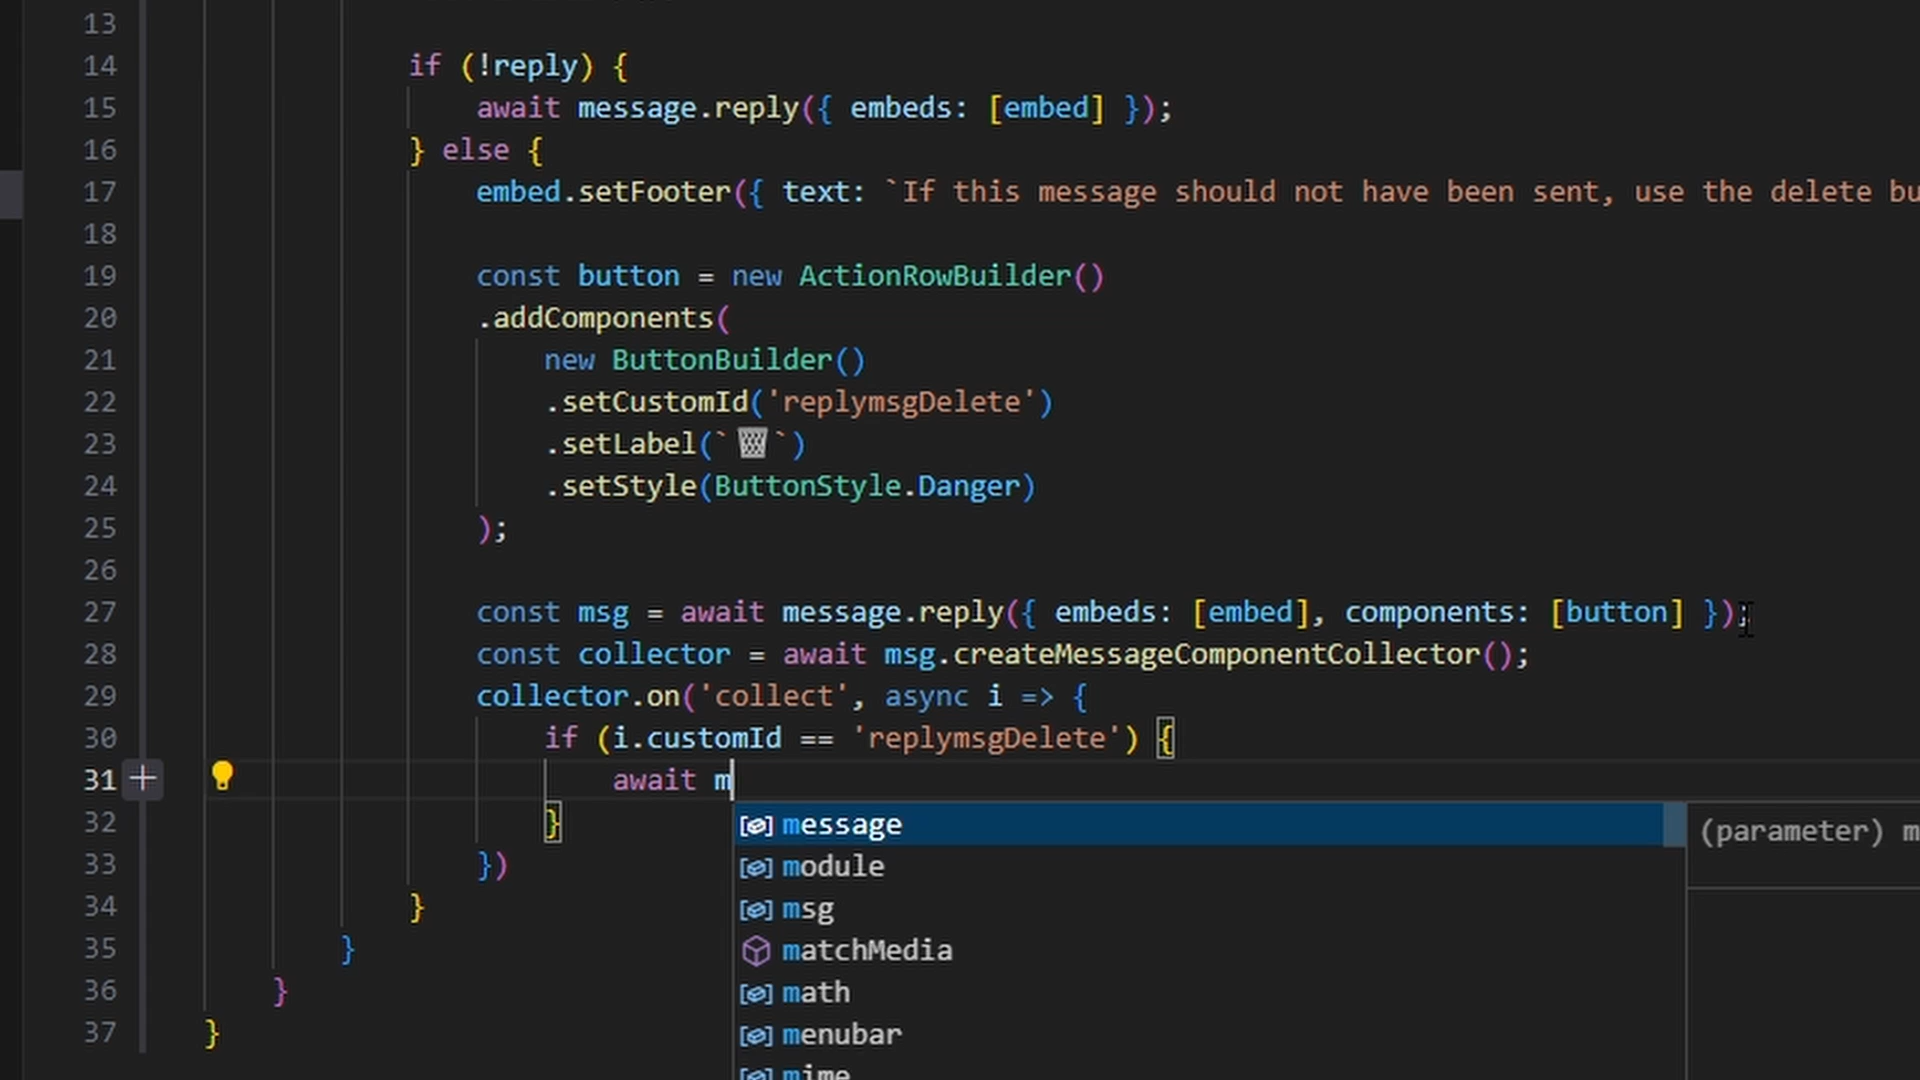 13
14 if (!reply) {
15 await message.reply({ embeds: [embed] });
16 } else {
17 embed.setFooter({ text: `If this message should not have been sent, use the delete bu
18
19 const button = new ActionRowBuilder()
20 .addComponents(
21 new ButtonBuilder()
22 .setCustomId('replymsgDelete')
23 .setLabel(`🗑`)
24 .setStyle(ButtonStyle.Danger)
25 );
26
27 const msg = await message.reply({ embeds: [embed], components: [button] });
28 const collector = await msg.createMessageComponentCollector();
29 collector.on('collect', async i => {
30 if (i.customId == 'replymsgDelete') {
31 await m
32 }
message
(parameter) m
module
33 })
msg
34 }
matchMedia
35 }
math
36 }
menubar
37 }
mime